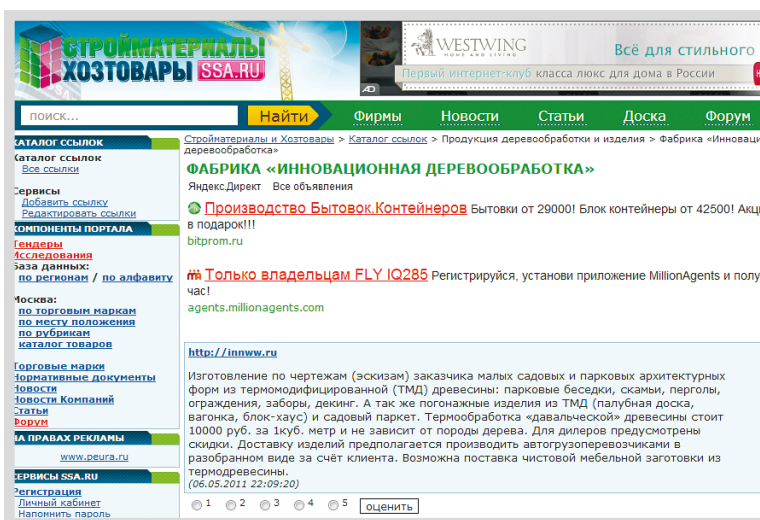 СТРОЙМАТЕРИАЛЫ
ХОЗТОВАРЫ SSA.RU
WESTWING
HOME AND LIVING
Всё для стильного
Первый интернет-клуб класса люкс для дома в России
AD
поиск...
Найти
Фирмы Новости Статьи Доска Форум
КАТАЛОГ ССЫЛОК
Каталог ссылок
Все ссылки
Сервисы
Добавить ссылку
Редактировать ссылки
КОМПОНЕНТЫ ПОРТАЛА
Тендеры
Исследования
База данных:
по регионам / по алфавиту
Москва:
по торговым маркам
по месту положения
по рубрикам
каталог товаров
Торговые марки
Нормативные документы
Новости
Новости Компаний
Статьи
Форум
НА ПРАВАХ РЕКЛАМЫ
www.peura.ru
СЕРВИСЫ SSA.RU
Регистрация
Личный кабинет
Напомнить пароль
Стройматериалы и Хозтовары > Каталог ссылок > Продукция деревообработки и изделия > Фабрика «Инноваци
деревообработка»
ФАБРИКА «ИННОВАЦИОННАЯ ДЕРЕВООБРАБОТКА»
Яндекс.Директ Все объявления
Производство Бытовок.Контейнеров Бытовки от 29000! Блок контейнеры от 42500! Акц
в подарок!!!
bitprom.ru
Только владельцам FLY IQ285 Регистрируйся, установи приложение MillionAgents и полу
час!
agents.millionagents.com
http://innww.ru
Изготовление по чертежам (эскизам) заказчика малых садовых и парковых архитектурных
форм из термомодифицированной (ТМД) древесины: парковые беседки, скамьи, перголы,
ограждения, заборы, декинг. А так же погонажные изделия из ТМД (палубная доска,
вагонка, блок-хаус) и садовый паркет. Термообработка «давальческой» древесины стоит
10000 руб. за 1куб. метр и не зависит от породы дерева. Для дилеров предусмотрены
скидки. Доставку изделий предполагается производить автогрузоперевозчиками в
разобранном виде за счёт клиента. Возможна поставка чистовой мебельной заготовки из
термодревесины.
(06.05.2011 22:09:20)
1 2 3 4 5 оценить